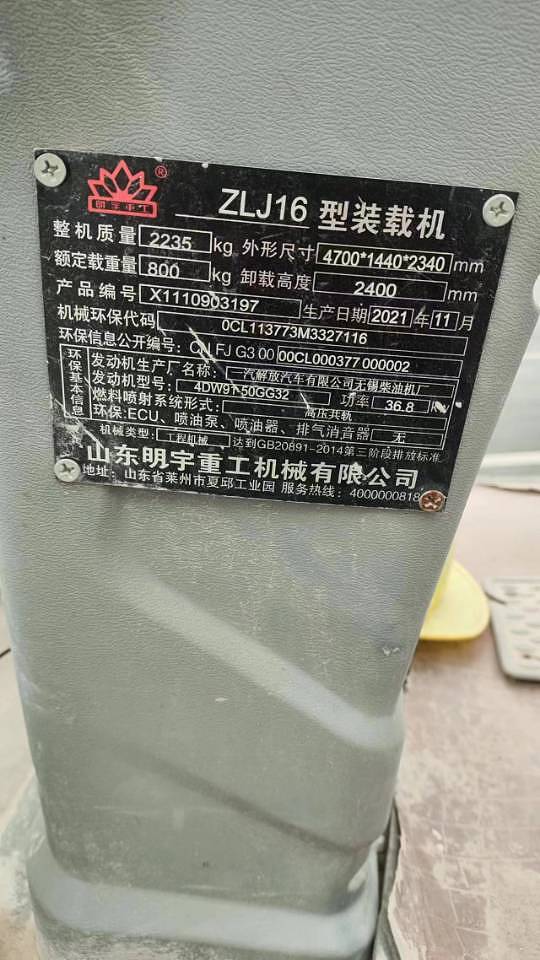 明宇重工 ®
ZLJ16 型装载机
整机质量 2235 kg 外形尺寸 4700*1440*2340 mm
额定载重量 800 kg 卸载高度 2400 mm
产品编号 X1110903197 生产日期 2021 年 11 月
机械环保代码 0CL113773M3327116
环保信息公开编号: CN FJ G3 00 00CL000377 000002
环保基本信息
发动机生产厂名称: 一汽解放汽车有限公司无锡柴油机厂
发动机型号: 4DW91-50GG32 功率 36.8
燃料喷射系统形式: 高压共轨
环保:ECU、喷油泵、喷油器、排气消音器 无
机械类型: 工程机械 达到GB20891-2014第三阶段排放标准
山东明宇重工机械有限公司
地址: 山东省莱州市夏邱工业园 服务热线: 4000000818